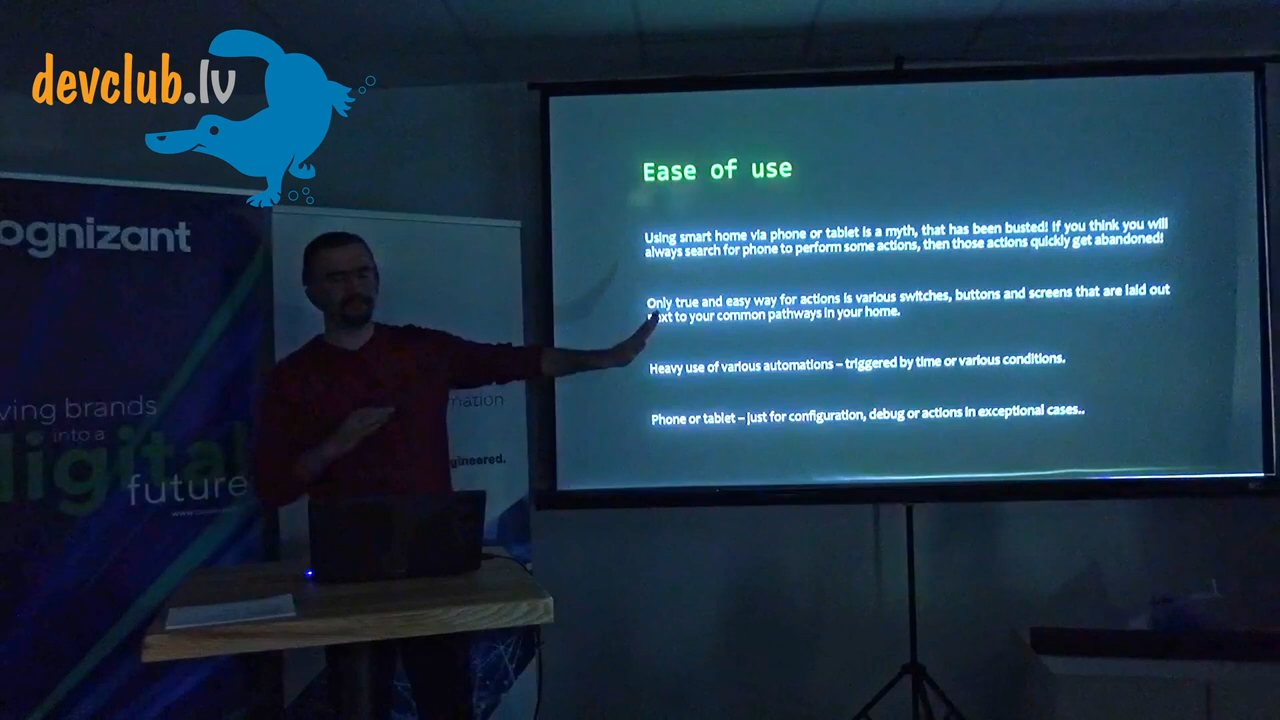 devclub.lv
ognizant
ving brands
into a
digital
future
mation
gineered.
Ease of use
Using smart home via phone or tablet is a myth, that has been busted! If you think you will
always search for phone to perform some actions, then those actions quickly get abandoned!
Only true and easy way for actions is various switches, buttons and screens that are laid out
next to your common pathways in your home.
Heavy use of various automations – triggered by time or various conditions.
Phone or tablet – just for configuration, debug or actions in exceptional cases..